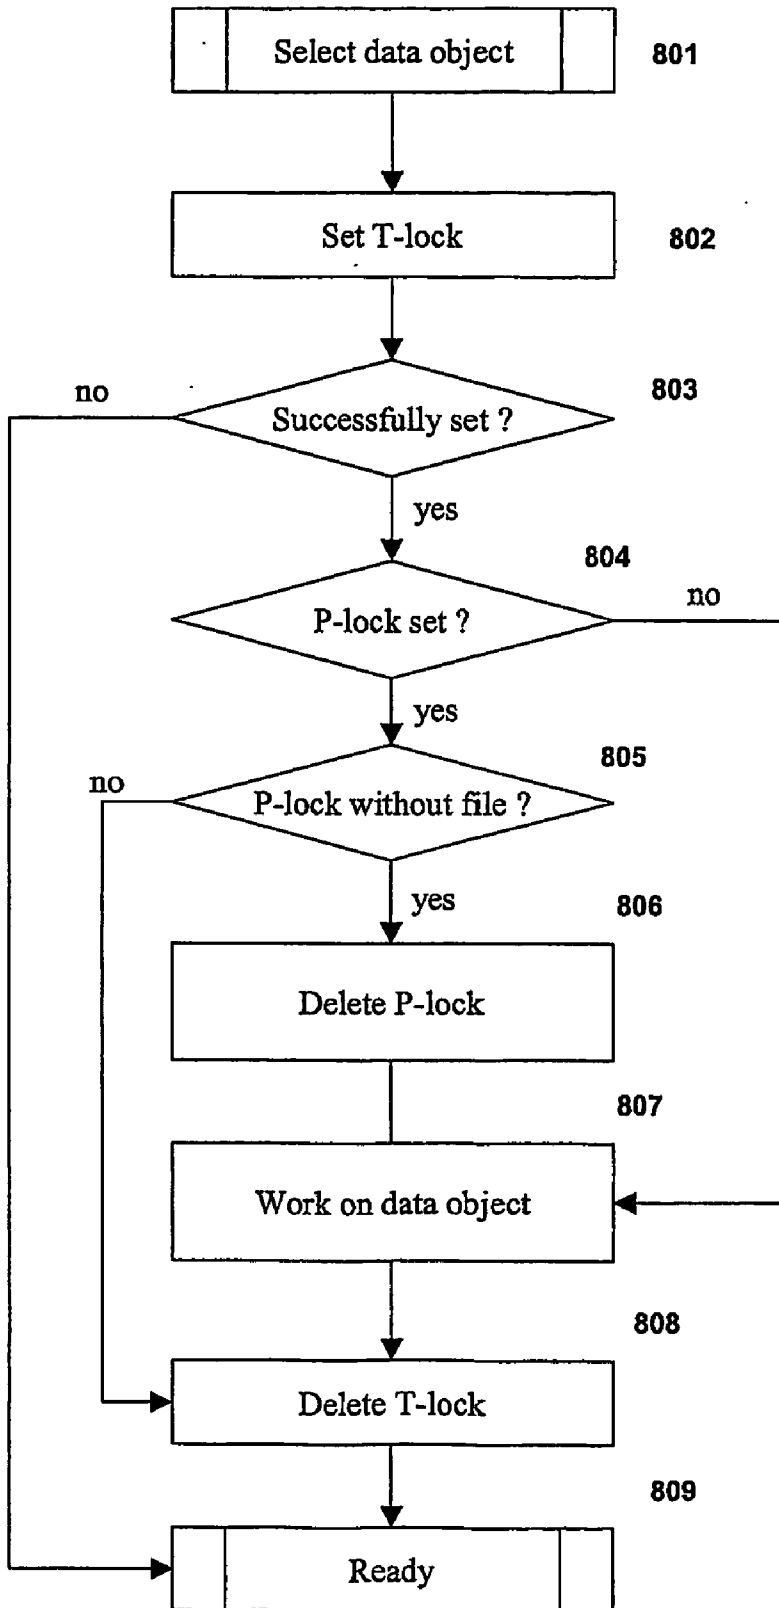 Select data object
801
Set T-lock
802
no
803
Successfully set ?
yes
804
no
P-lock set ?
yes
805
no
P-lock without file ?
yes
806
Delete P-lock
807
Work on data object
808
Delete T-lock
809
Ready